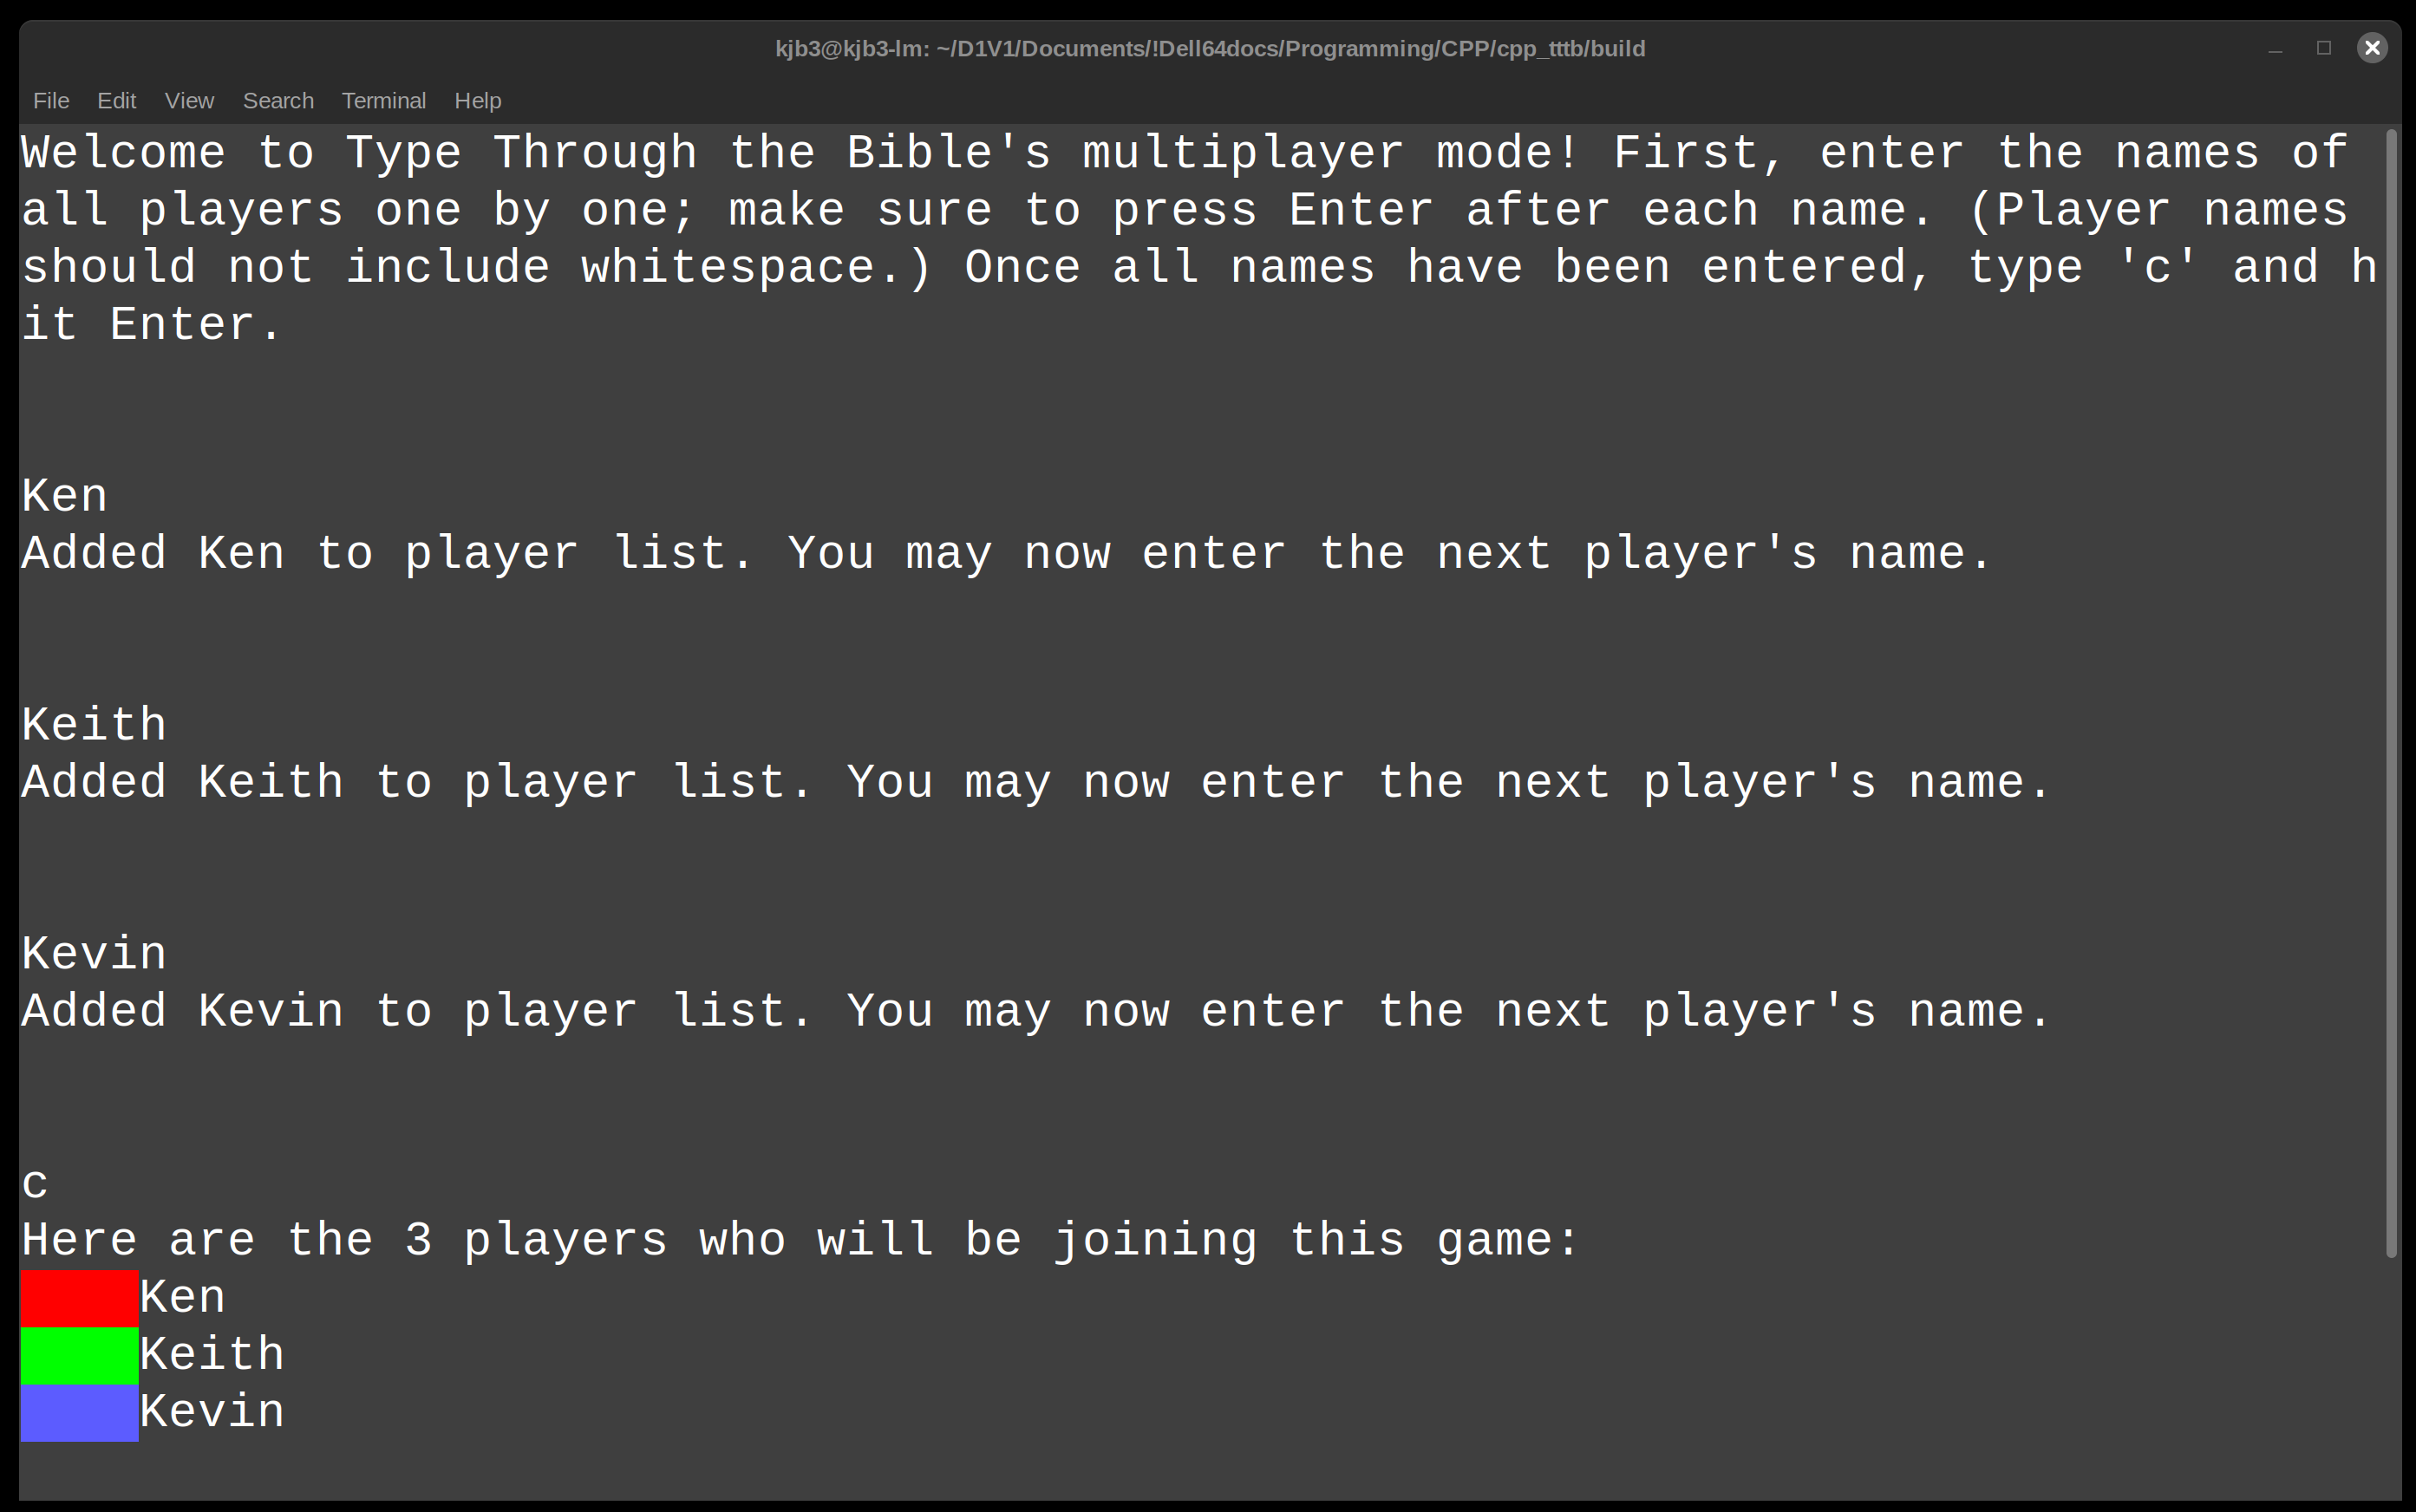 kjb3@kjb3-lm: ~/D1V1/Documents/!Dell64docs/Programming/CPP/cpp_tttb/build
File Edit View Search Terminal Help
Welcome to Type Through the Bible's multiplayer mode! First, enter the names of
all players one by one; make sure to press Enter after each name. (Player names
should not include whitespace.) Once all names have been entered, type 'c' and h
it Enter.
Ken
Added Ken to player list. You may now enter the next player's name.
Keith
Added Keith to player list. You may now enter the next player's name.
Kevin
Added Kevin to player list. You may now enter the next player's name.
c
Here are the 3 players who will be joining this game:
Ken
Keith
Kevin